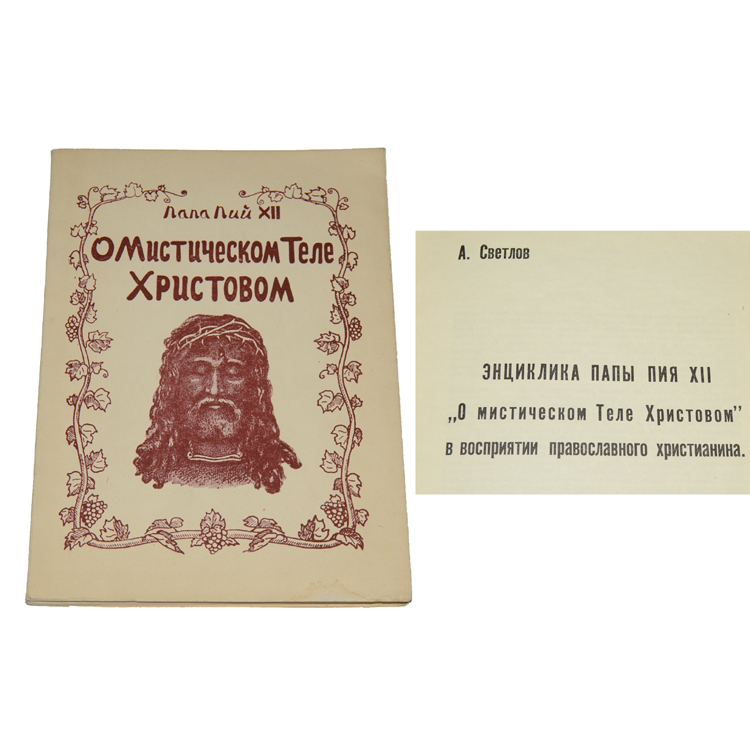 Папа Пий XII
О Мистическом Теле
Христовом
А. Светлов
ЭНЦИКЛИКА ПАПЫ ПИЯ XII
„О мистическом Теле Христовом”
в восприятии православного христианина.